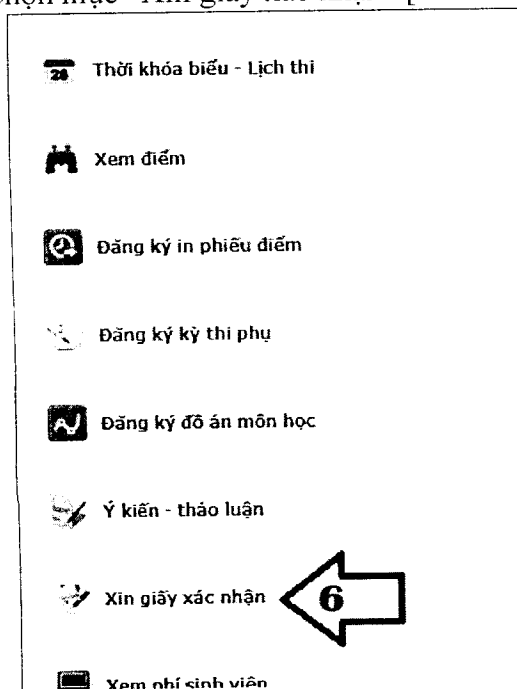 Thời khóa biểu - Lịch thi
Xem điểm
Đăng ký in phiếu điểm
Đăng ký kỳ thi phụ
Đăng ký đồ án môn học
Ý kiến - thảo luận
Xin giấy xác nhận 6
Xem phí sinh viên